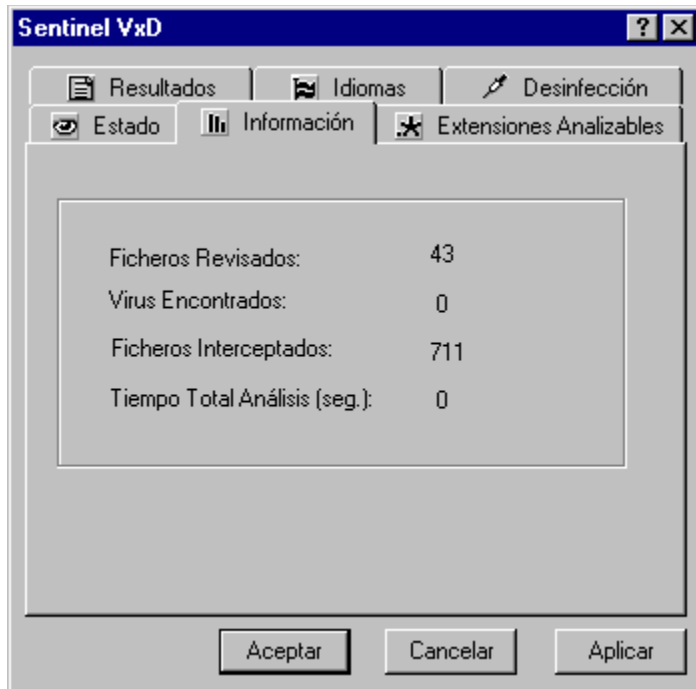 Sentinel VxD
Resultados
Idiomas
Desinfección
Estado
Información
Extensiones Analizables
Ficheros Revisados: 43
Virus Encontrados: 0
Ficheros Interceptados: 711
Tiempo Total Análisis (seg.): 0
Aceptar
Cancelar
Aplicar